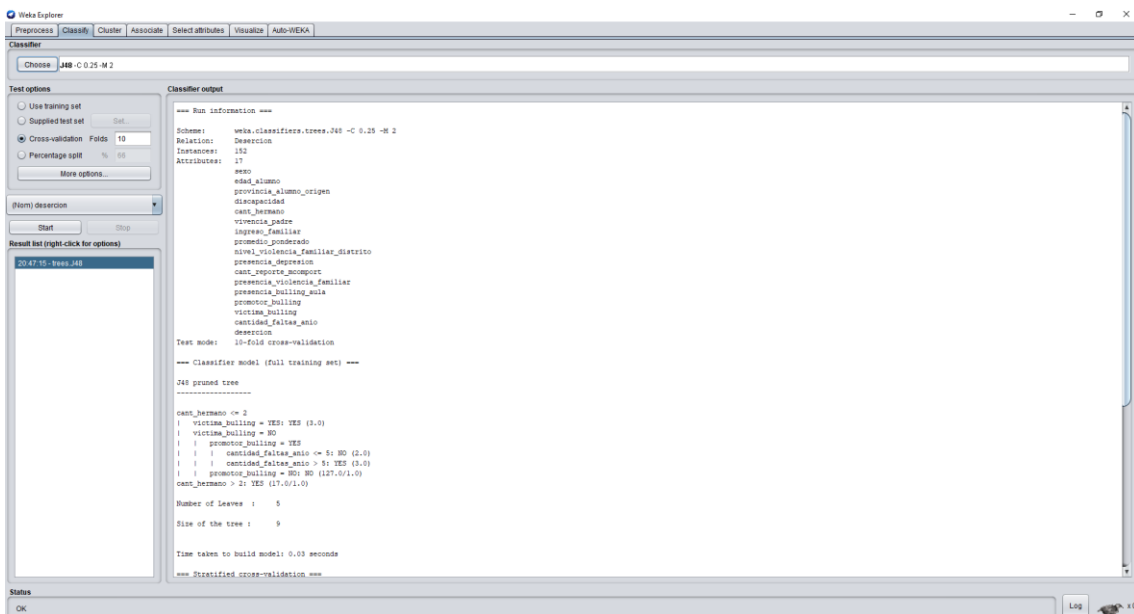 Weka Explorer
Preprocess Classify Cluster Associate Select attributes Visualize Auto-WEKA
Classifier
Choose J48 -C 0.25 -M 2
Test options
Use training set
Supplied test set Set...
Cross-validation Folds 10
Percentage split % 66
More options...
(Nom) desercion
Start Stop
Result list (right-click for options)
20:47:15 - trees.J48
Classifier output
=== Run information ===
Scheme: weka.classifiers.trees.J48 -C 0.25 -M 2
Relation: Desercion
Instances: 152
Attributes: 17
sexo
edad_alumno
provincia_alumno_origen
discapacidad
cant_hermano
vivencia_padre
ingreso_familiar
promedio_ponderado
nivel_violencia_familiar_distrito
presencia_depresion
cant_reporte_mcomport
presencia_violencia_familiar
presencia_bulling_aula
promotor_bulling
victima_bulling
cantidad_faltas_anio
desercion
Test mode: 10-fold cross-validation
=== Classifier model (full training set) ===
J48 pruned tree
------------------
cant_hermano <= 2
| victima_bulling = YES: YES (3.0)
| victima_bulling = NO
| | promotor_bulling = YES
| | | cantidad_faltas_anio <= 5: NO (2.0)
| | | cantidad_faltas_anio > 5: YES (3.0)
| | promotor_bulling = NO: NO (127.0/1.0)
cant_hermano > 2: YES (17.0/1.0)
Number of Leaves : 5
Size of the tree : 9
Time taken to build model: 0.03 seconds
=== Stratified cross-validation ===
Status
OK
Log